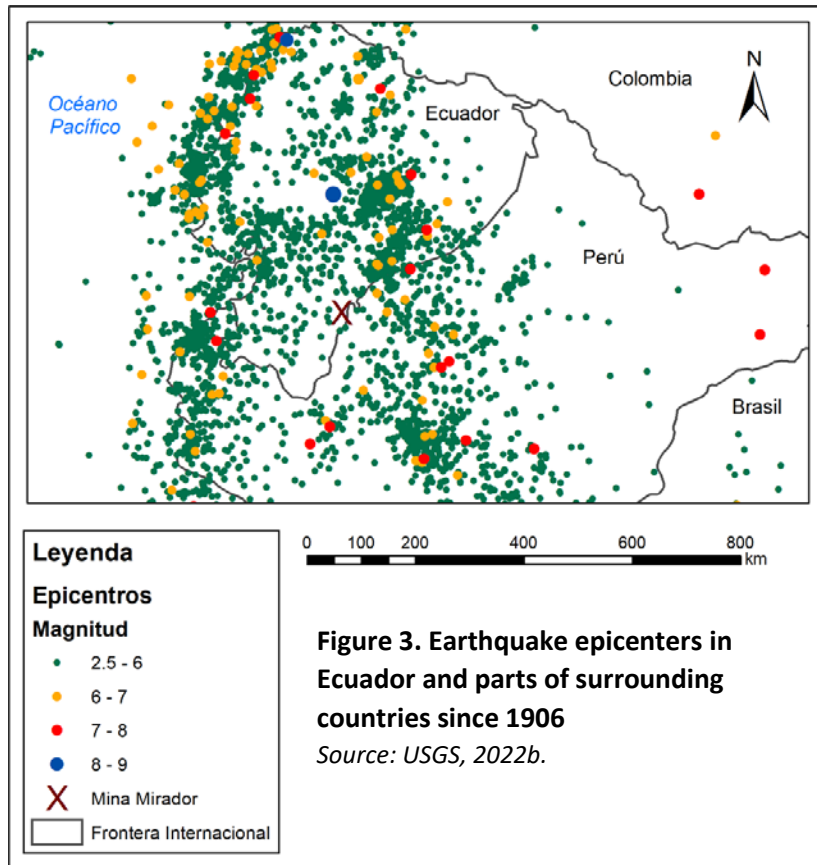 Océano
Pacífico
Colombia
N
Ecuador
Perú
Brasil
Leyenda
Epicentros
Magnitud
2.5 - 6
6 - 7
7 - 8
8 - 9
Mina Mirador
Frontera Internacional
0 100 200 400 600 800
km
Figure 3. Earthquake epicenters in
Ecuador and parts of surrounding
countries since 1906
Source: USGS, 2022b.